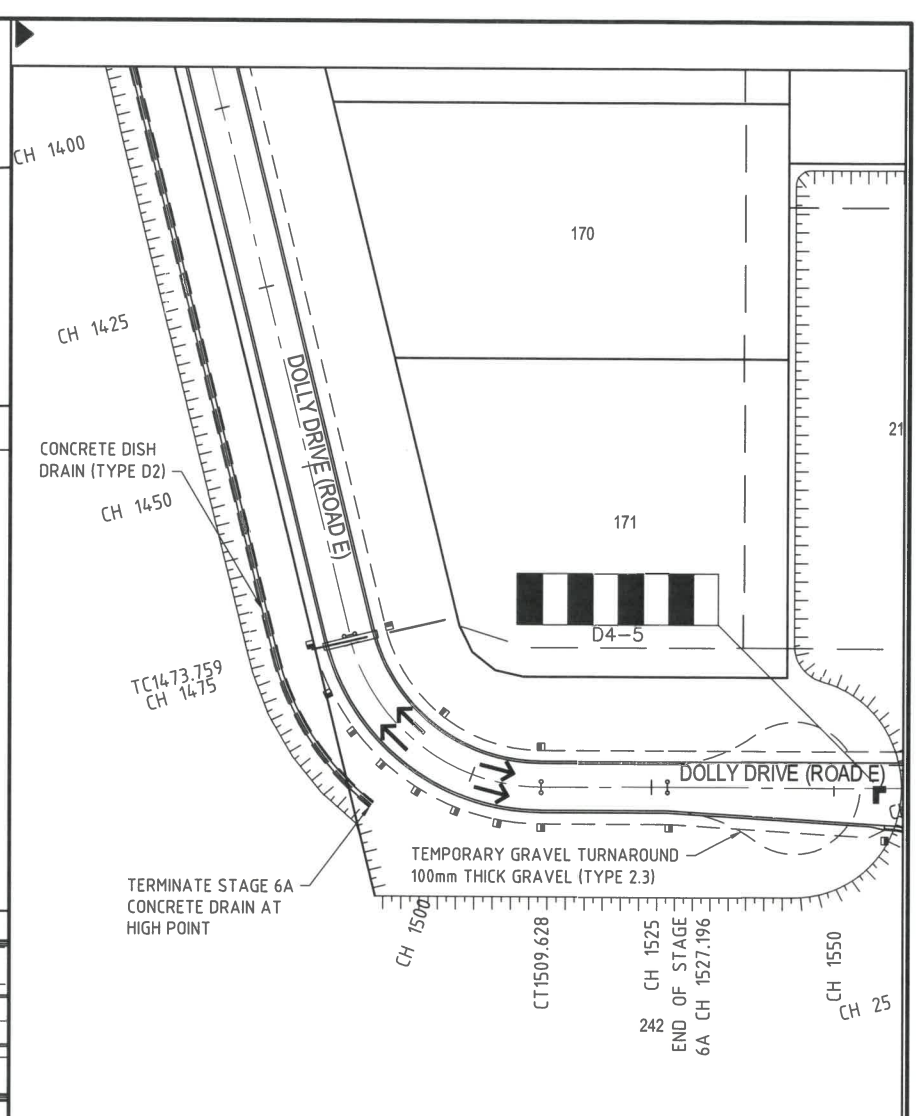 CH 1400
170
CH 1425
DOLLY DRIVE (ROAD E)
21
CONCRETE DISH
DRAIN (TYPE D2)
CH 1450
171
D4-5
TC1473.759
CH 1475
DOLLY DRIVE (ROAD E)
TEMPORARY GRAVEL TURNAROUND
100mm THICK GRAVEL (TYPE 2.3)
TERMINATE STAGE 6A
CONCRETE DRAIN AT
HIGH POINT
CH 1500
CT1509.628
CH 1525
242
END OF STAGE
6A CH 1527.196
CH 1550
CH 25